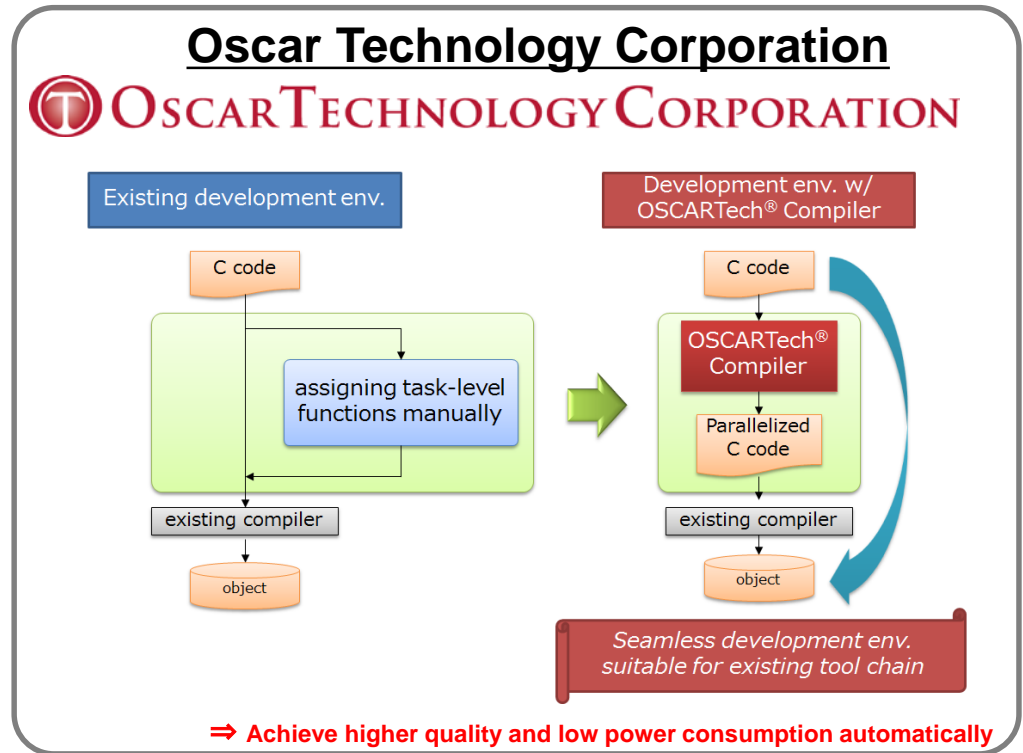 Oscar Technology Corporation
T OSCARTECHNOLOGY CORPORATION
Existing development env.
C code
assigning task-level
functions manually
existing compiler
object
Development env. w/
OSCARTech® Compiler
C code
OSCARTech®
Compiler
Parallelized
C code
existing compiler
object
Seamless development env.
suitable for existing tool chain
⇒ Achieve higher quality and low power consumption automatically